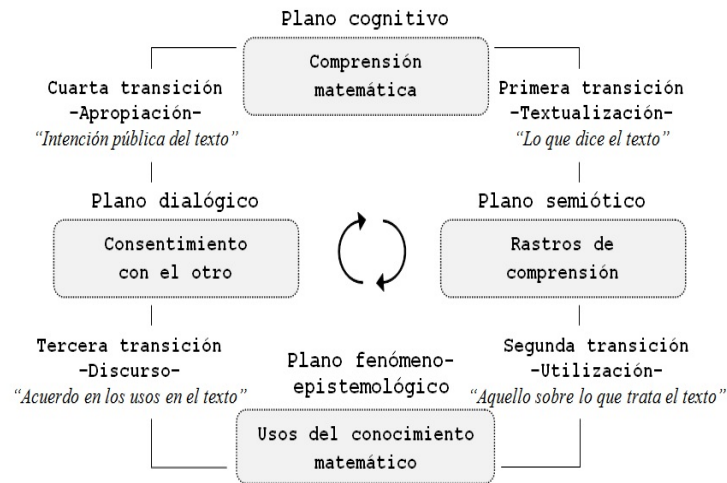 Plano cognitivo
Comprensión
matemática
Cuarta transición
-Apropiación-
“Intención pública del texto”
Primera transición
-Textualización-
“Lo que dice el texto”
Plano dialógico
Consentimiento
con el otro
Plano semiótico
Rastros de
comprensión
Tercera transición
-Discurso-
“Acuerdo en los usos en el texto”
Plano fenómeno-
epistemológico
Usos del conocimiento
matemático
Segunda transición
-Utilización-
“Aquello sobre lo que trata el texto”